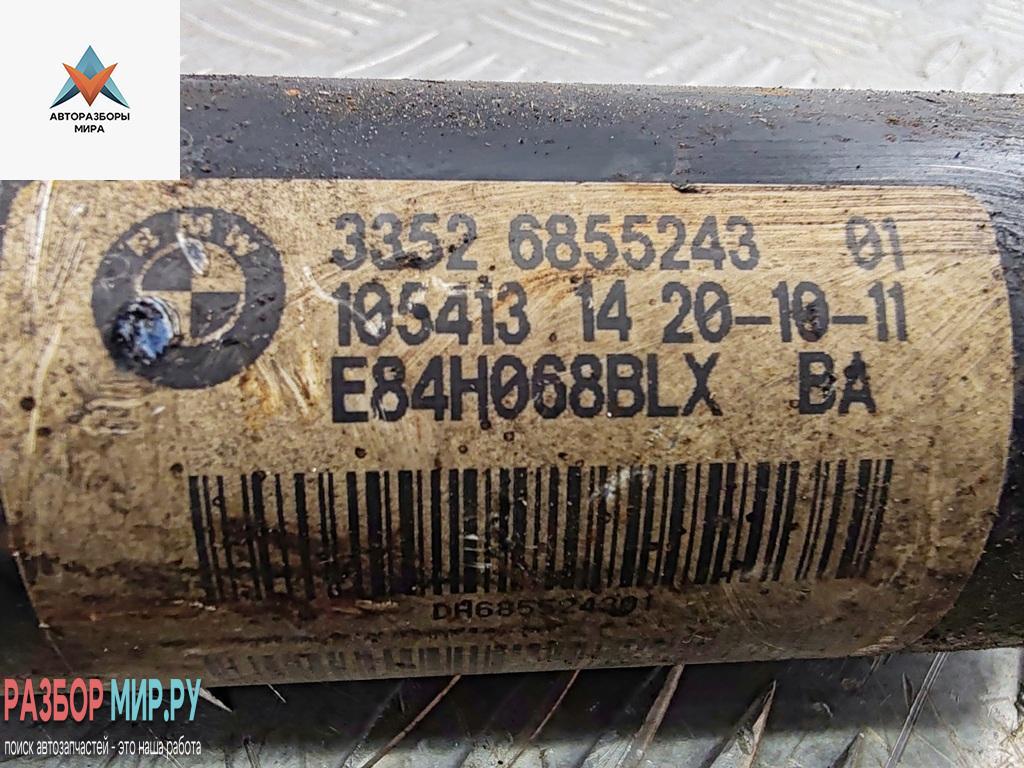 АВТОРАЗБОРЫ
МИРА
BMW
3352 6855243 01
105413 14 20-10-11
E84H068BLX BA
DA685524301
РАЗБОР МИР.РУ
поиск автозапчастей - это наша работа